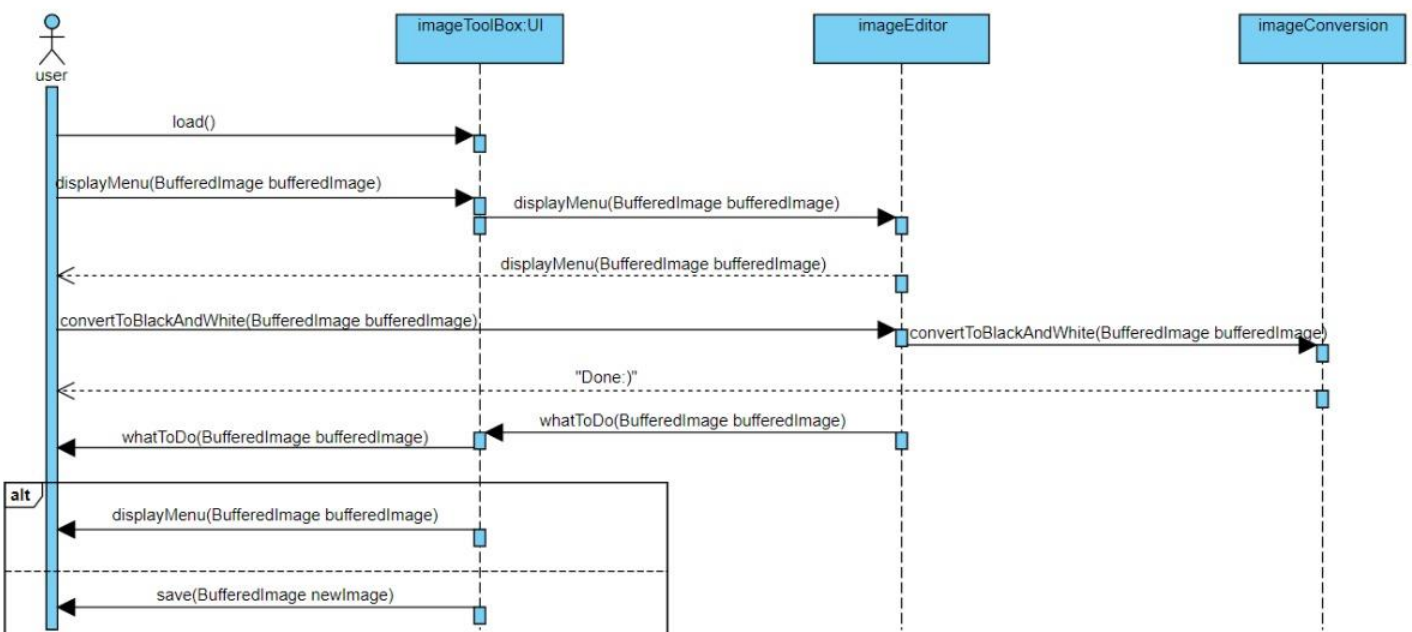 imageToolBox:UI
imageEditor
imageConversion
user
load()
displayMenu(BufferedImage bufferedImage)
displayMenu(BufferedImage bufferedImage)
displayMenu(BufferedImage bufferedImage)
convertToBlackAndWhite(BufferedImage bufferedImage)
convertToBlackAndWhite(BufferedImage bufferedImage)
"Done:)"
whatToDo(BufferedImage bufferedImage)
whatToDo(BufferedImage bufferedImage)
alt
displayMenu(BufferedImage bufferedImage)
save(BufferedImage newImage)